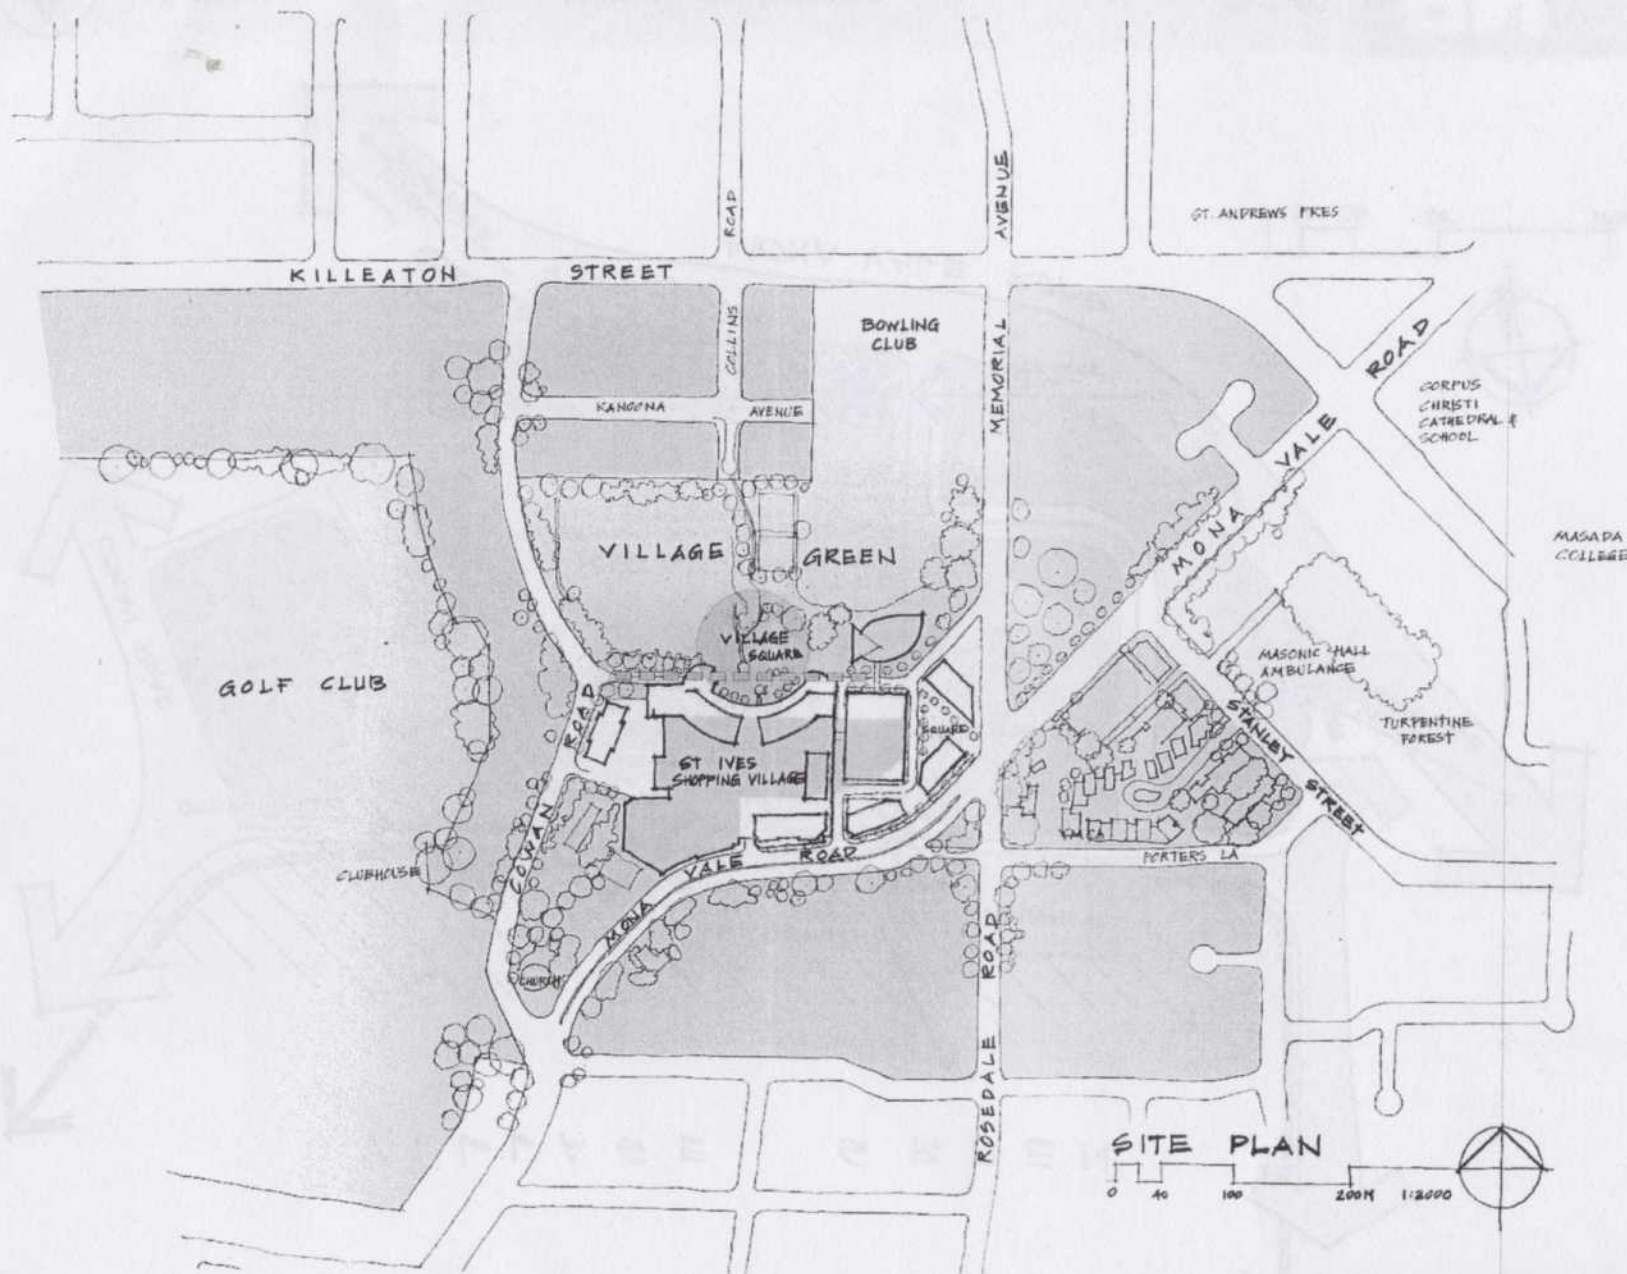 ROAD
AVENUE
ST. ANDREWS PRES
KILLEATON STREET
COLLINS
BOWLING
CLUB
MEMORIAL
ROAD
KANOONA AVENUE
CORPUS
CHRISTI
CATHEDRAL &
SCHOOL
MONA VALE
VILLAGE GREEN
MASADA
COLLEGE
VILLAGE
SQUARE
MASONIC HALL
AMBULANCE
GOLF CLUB
ROAD
SQUARE
STANLEY
STREET
TURPENTINE
FOREST
ST IVES
SHOPPING VILLAGE
COWAN
MONA VALE ROAD
PORTERS LA
CLUBHOUSE
CHURCH
ROSEDALE ROAD
SITE PLAN
0 40 100 200M 1:2000